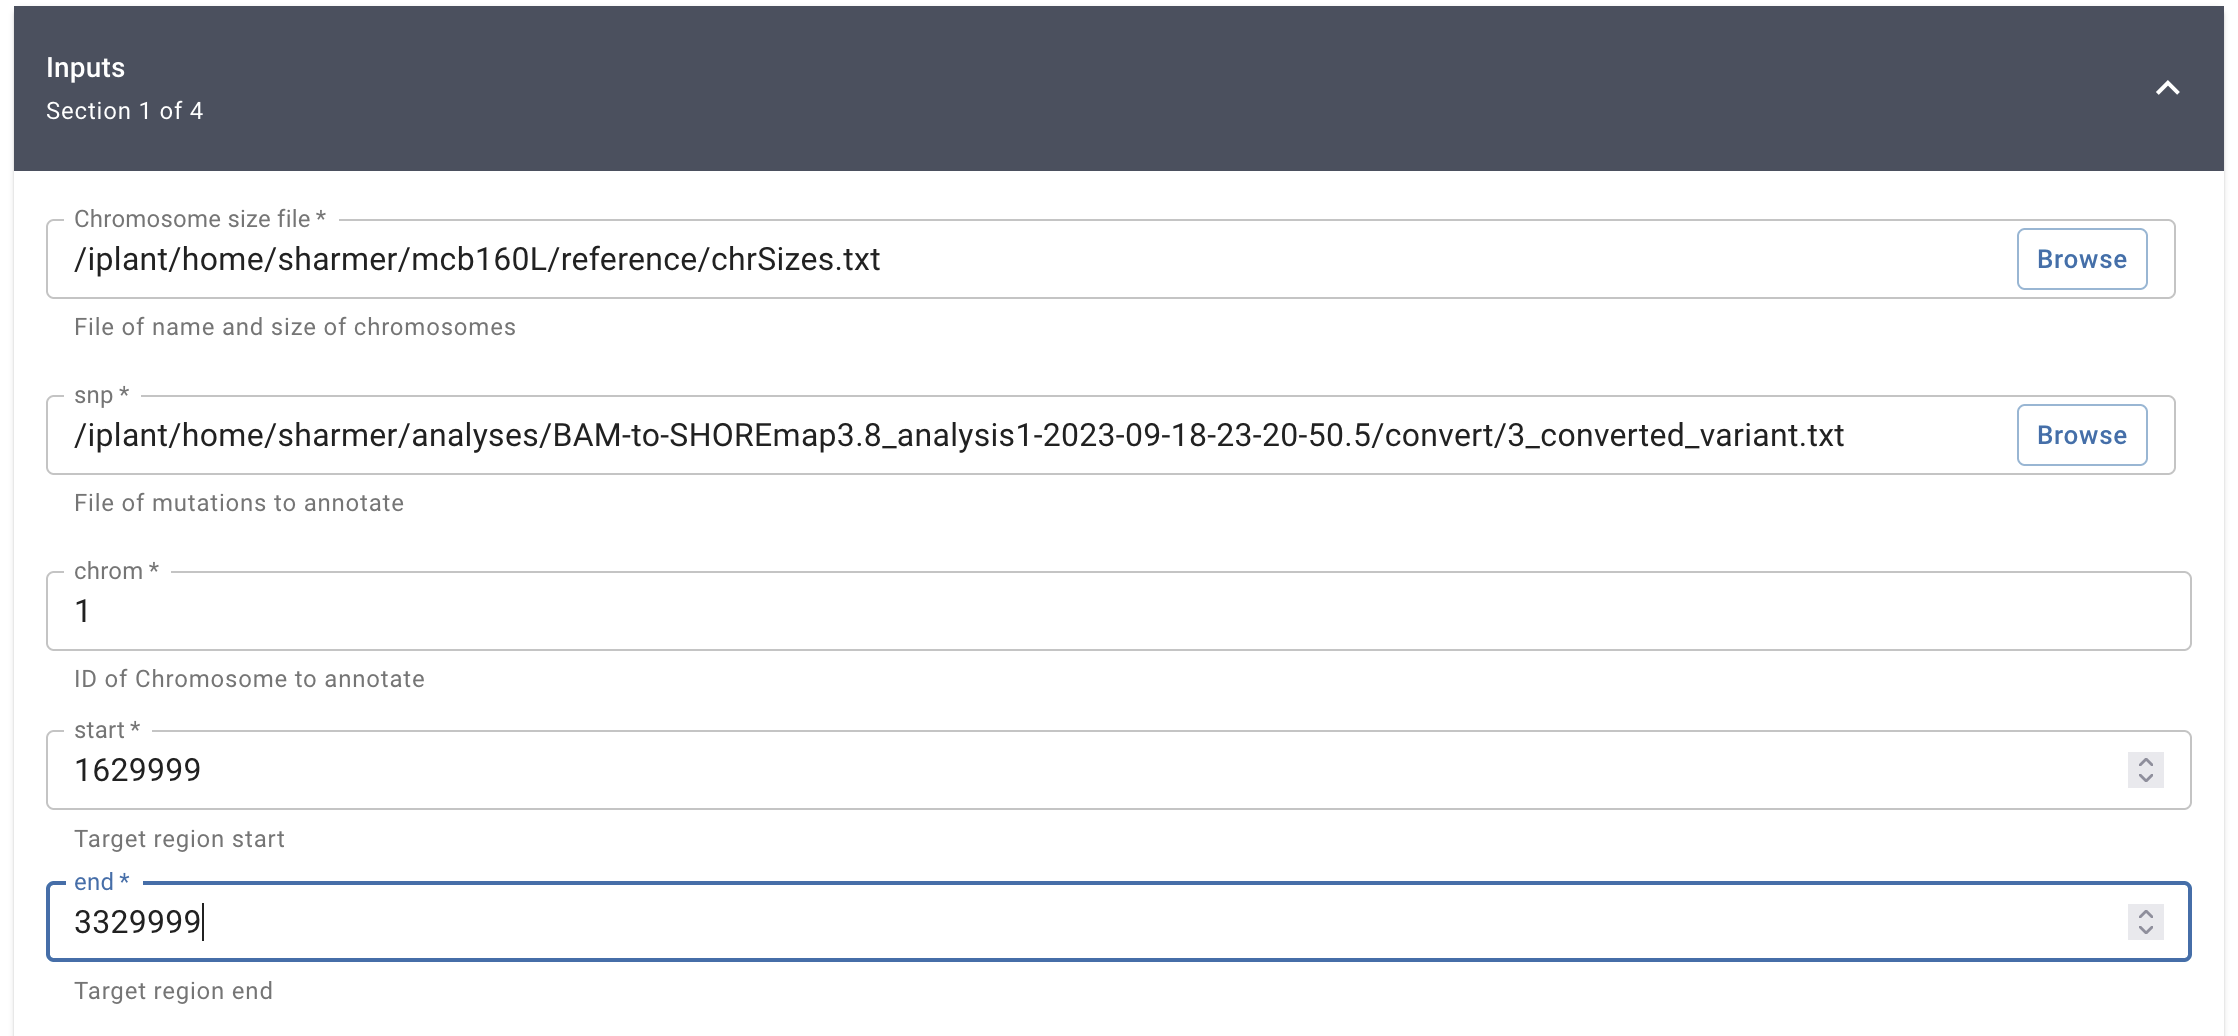 Inputs
Section 1 of 4
Chromosome size file *
/iplant/home/sharmer/mcb160L/reference/chrSizes.txt
Browse
File of name and size of chromosomes
snp *
/iplant/home/sharmer/analyses/BAM-to-SHOREmap3.8_analysis1-2023-09-18-23-20-50.5/convert/3_converted_variant.txt
Browse
File of mutations to annotate
chrom *
1
ID of Chromosome to annotate
start *
1629999
Target region start
end *
3329999
Target region end